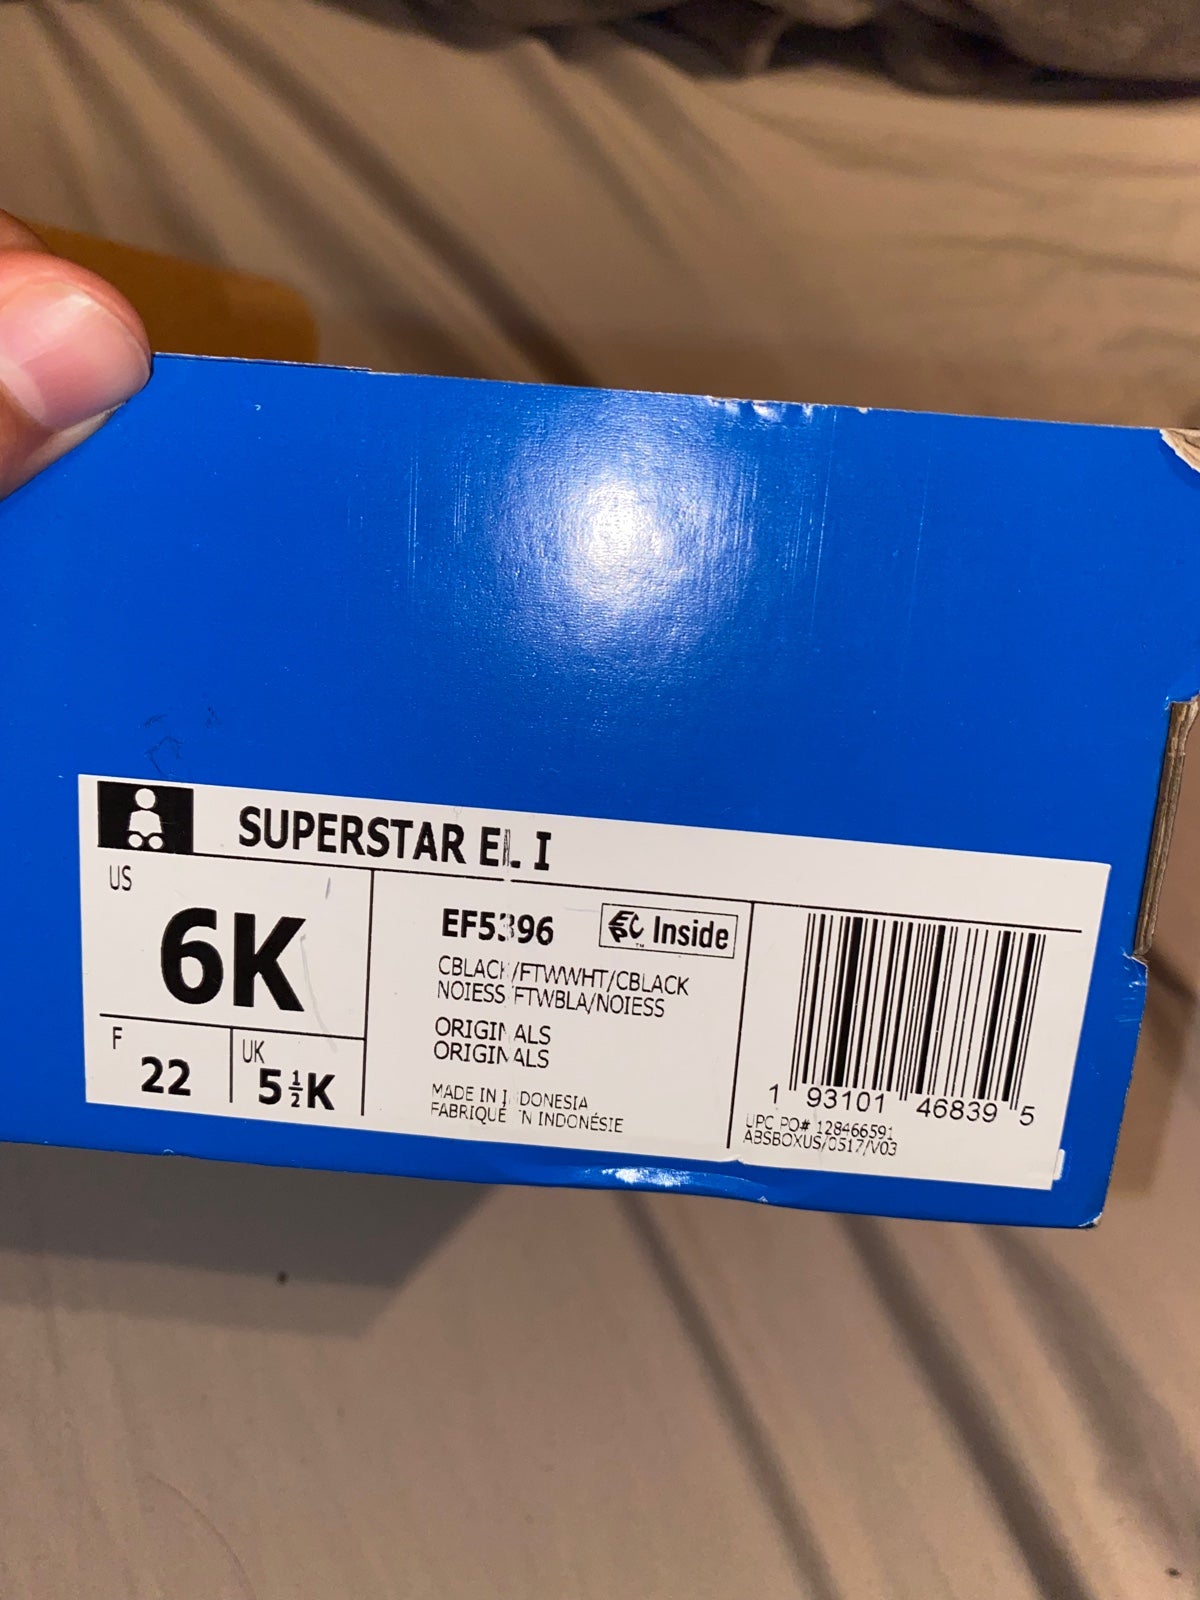 SUPERSTAR EL I
US
6K
F
22
UK
5½K
EF5396
EPC™ Inside
CBLACK/FTWWHT/CBLACK
NOIESS/FTWBLA/NOIESS
ORIGINALS
ORIGINALS
MADE IN INDONESIA
FABRIQUÉ EN INDONÉSIE
1 93101 46839 5
UPC PO# 128466591
ABSBOXUS/0517/V03